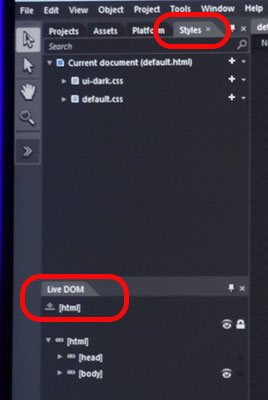 File Edit View Object Project Tools Window Help
Projects Assets Platform Styles
Search
Current document (default.html)
ui-dark.css
default.css
Live DOM
[html]
[html]
[head]
[body]